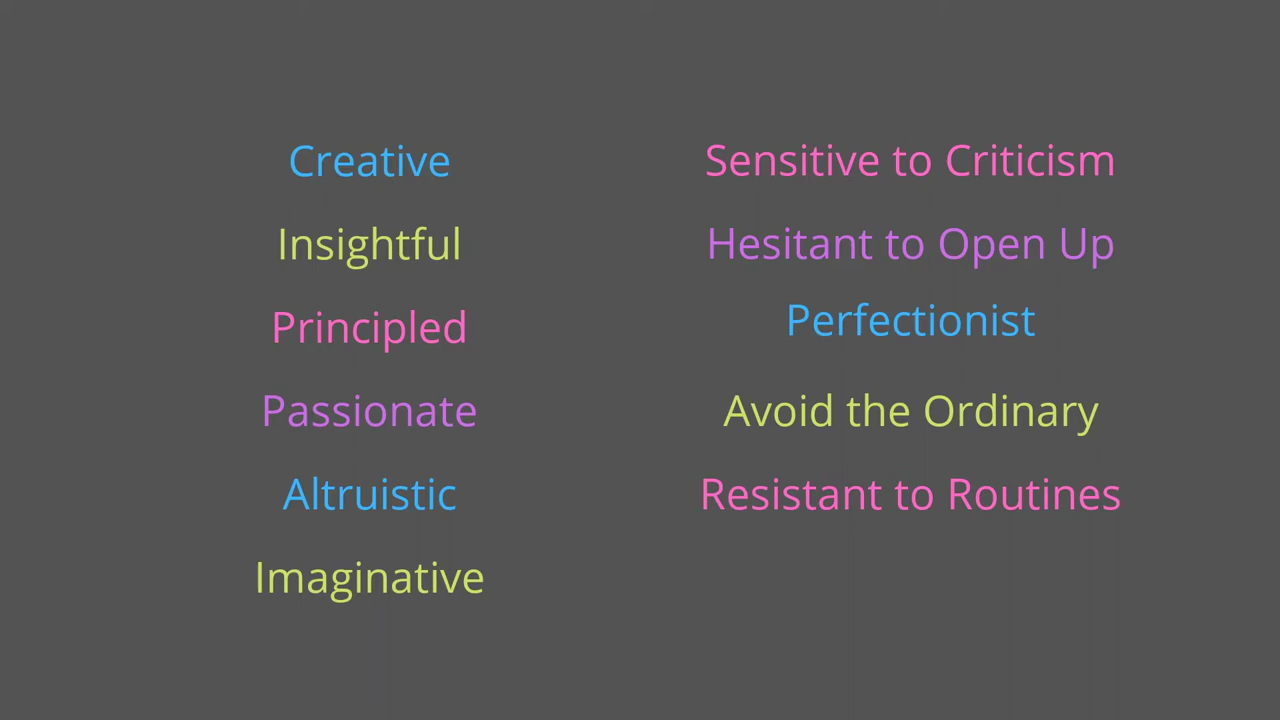 Creative
Insightful
Principled
Passionate
Altruistic
Imaginative
Sensitive to Criticism
Hesitant to Open Up
Perfectionist
Avoid the Ordinary
Resistant to Routines